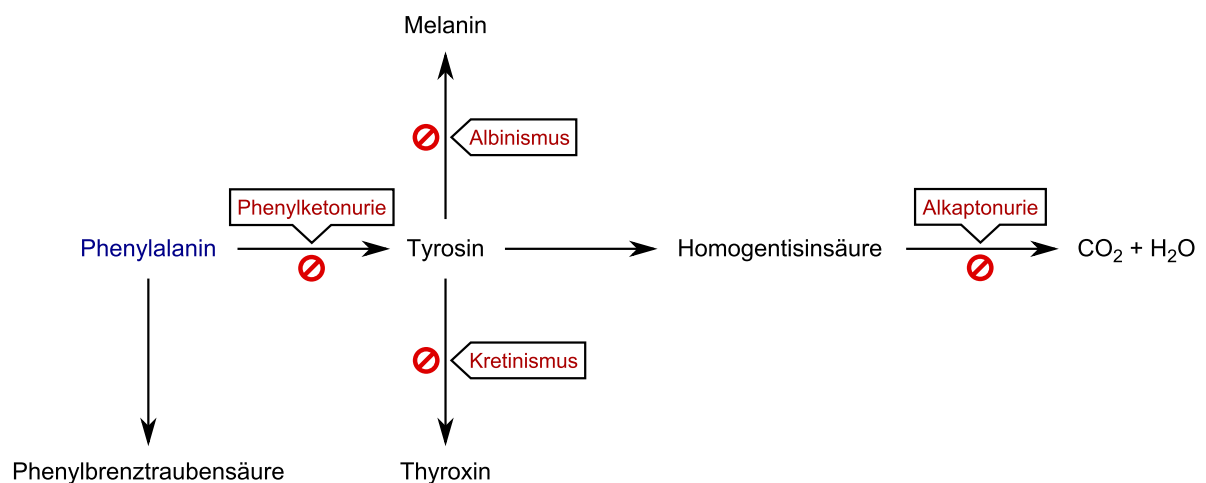 Melanin
Albinismus
Phenylketonurie
Alkaptonurie
Phenylalanin
Tyrosin
Homogentisinsäure
CO₂ + H₂O
Kretinismus
Phenylbrenztraubensäure
Thyroxin